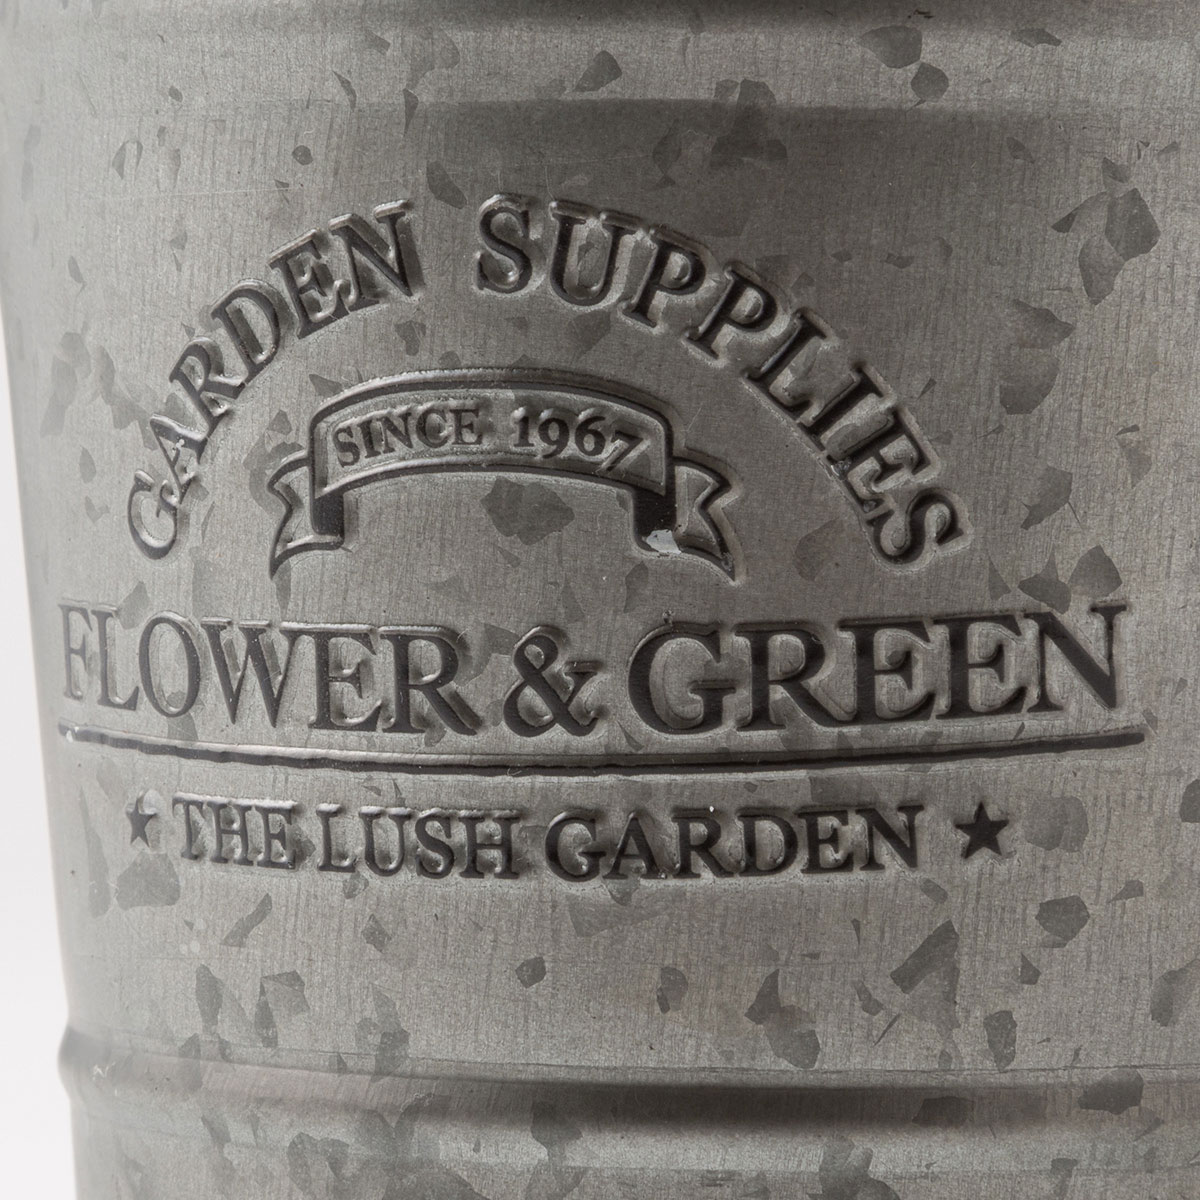 GARDEN SUPPLIES
SINCE 1967
FLOWER & GREEN
★ THE LUSH GARDEN ★